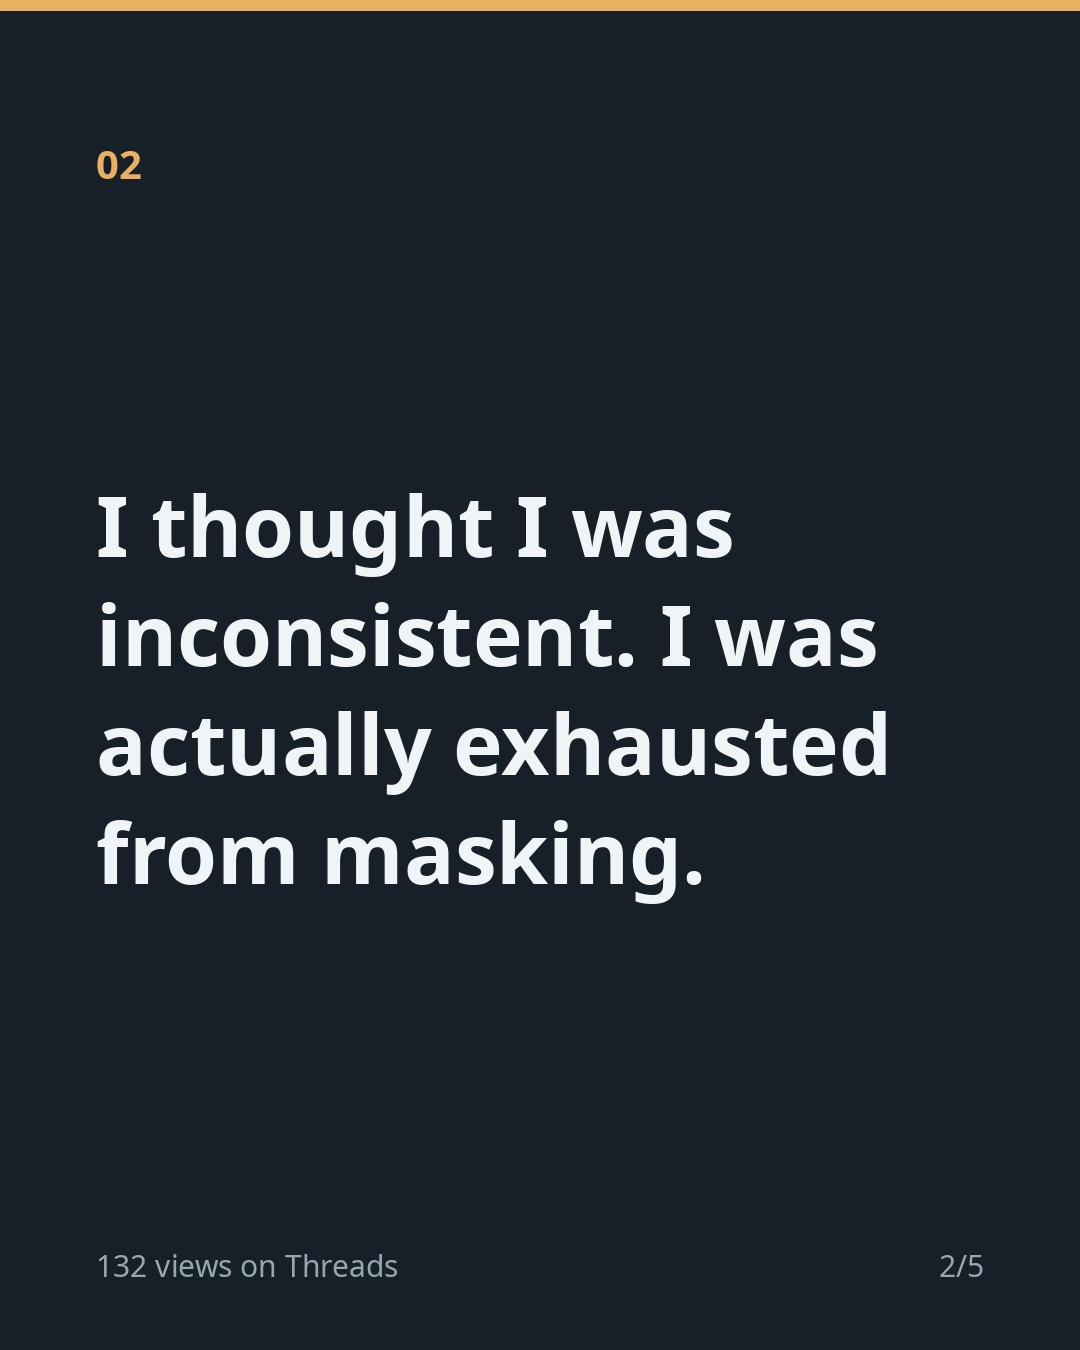 02
I thought I was
inconsistent. I was
actually exhausted
from masking.
132 views on Threads
2/5